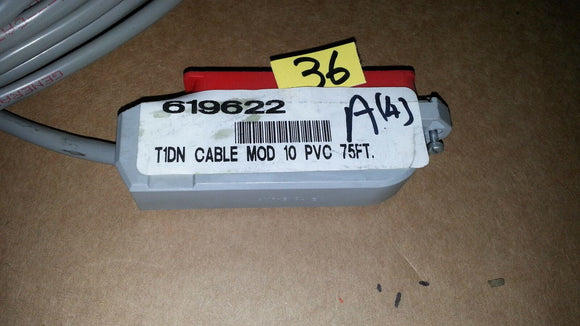 36
619622
A(4)
T1DN CABLE MOD 10 PVC 75FT.